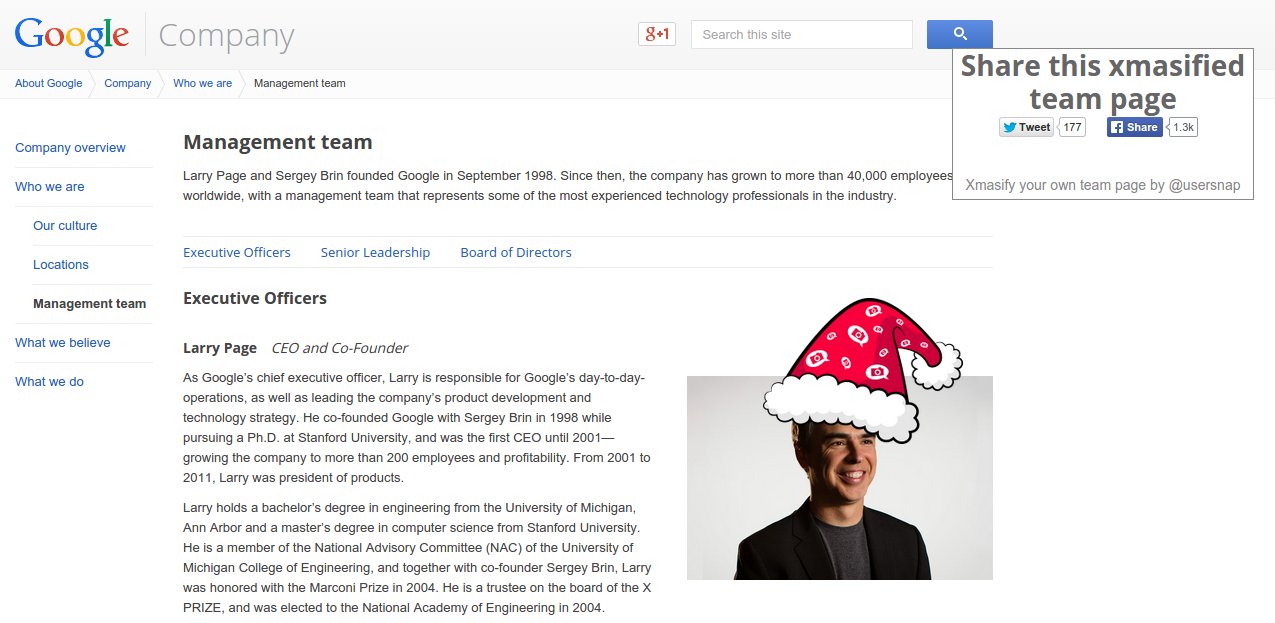 Google Company
g+1
Search this site
Share this xmasified
team page
Tweet 177 Share 1.3k
Xmasify your own team page by @usersnap
About Google Company Who we are Management team
Company overview
Who we are
Our culture
Locations
Management team
What we believe
What we do
Management team
Larry Page and Sergey Brin founded Google in September 1998. Since then, the company has grown to more than 40,000 employees
worldwide, with a management team that represents some of the most experienced technology professionals in the industry.
Executive Officers Senior Leadership Board of Directors
Executive Officers
Larry Page CEO and Co-Founder
As Google's chief executive officer, Larry is responsible for Google's day-to-day-
operations, as well as leading the company's product development and
technology strategy. He co-founded Google with Sergey Brin in 1998 while
pursuing a Ph.D. at Stanford University, and was the first CEO until 2001—
growing the company to more than 200 employees and profitability. From 2001 to
2011, Larry was president of products.
Larry holds a bachelor's degree in engineering from the University of Michigan,
Ann Arbor and a master's degree in computer science from Stanford University.
He is a member of the National Advisory Committee (NAC) of the University of
Michigan College of Engineering, and together with co-founder Sergey Brin, Larry
was honored with the Marconi Prize in 2004. He is a trustee on the board of the X
PRIZE, and was elected to the National Academy of Engineering in 2004.